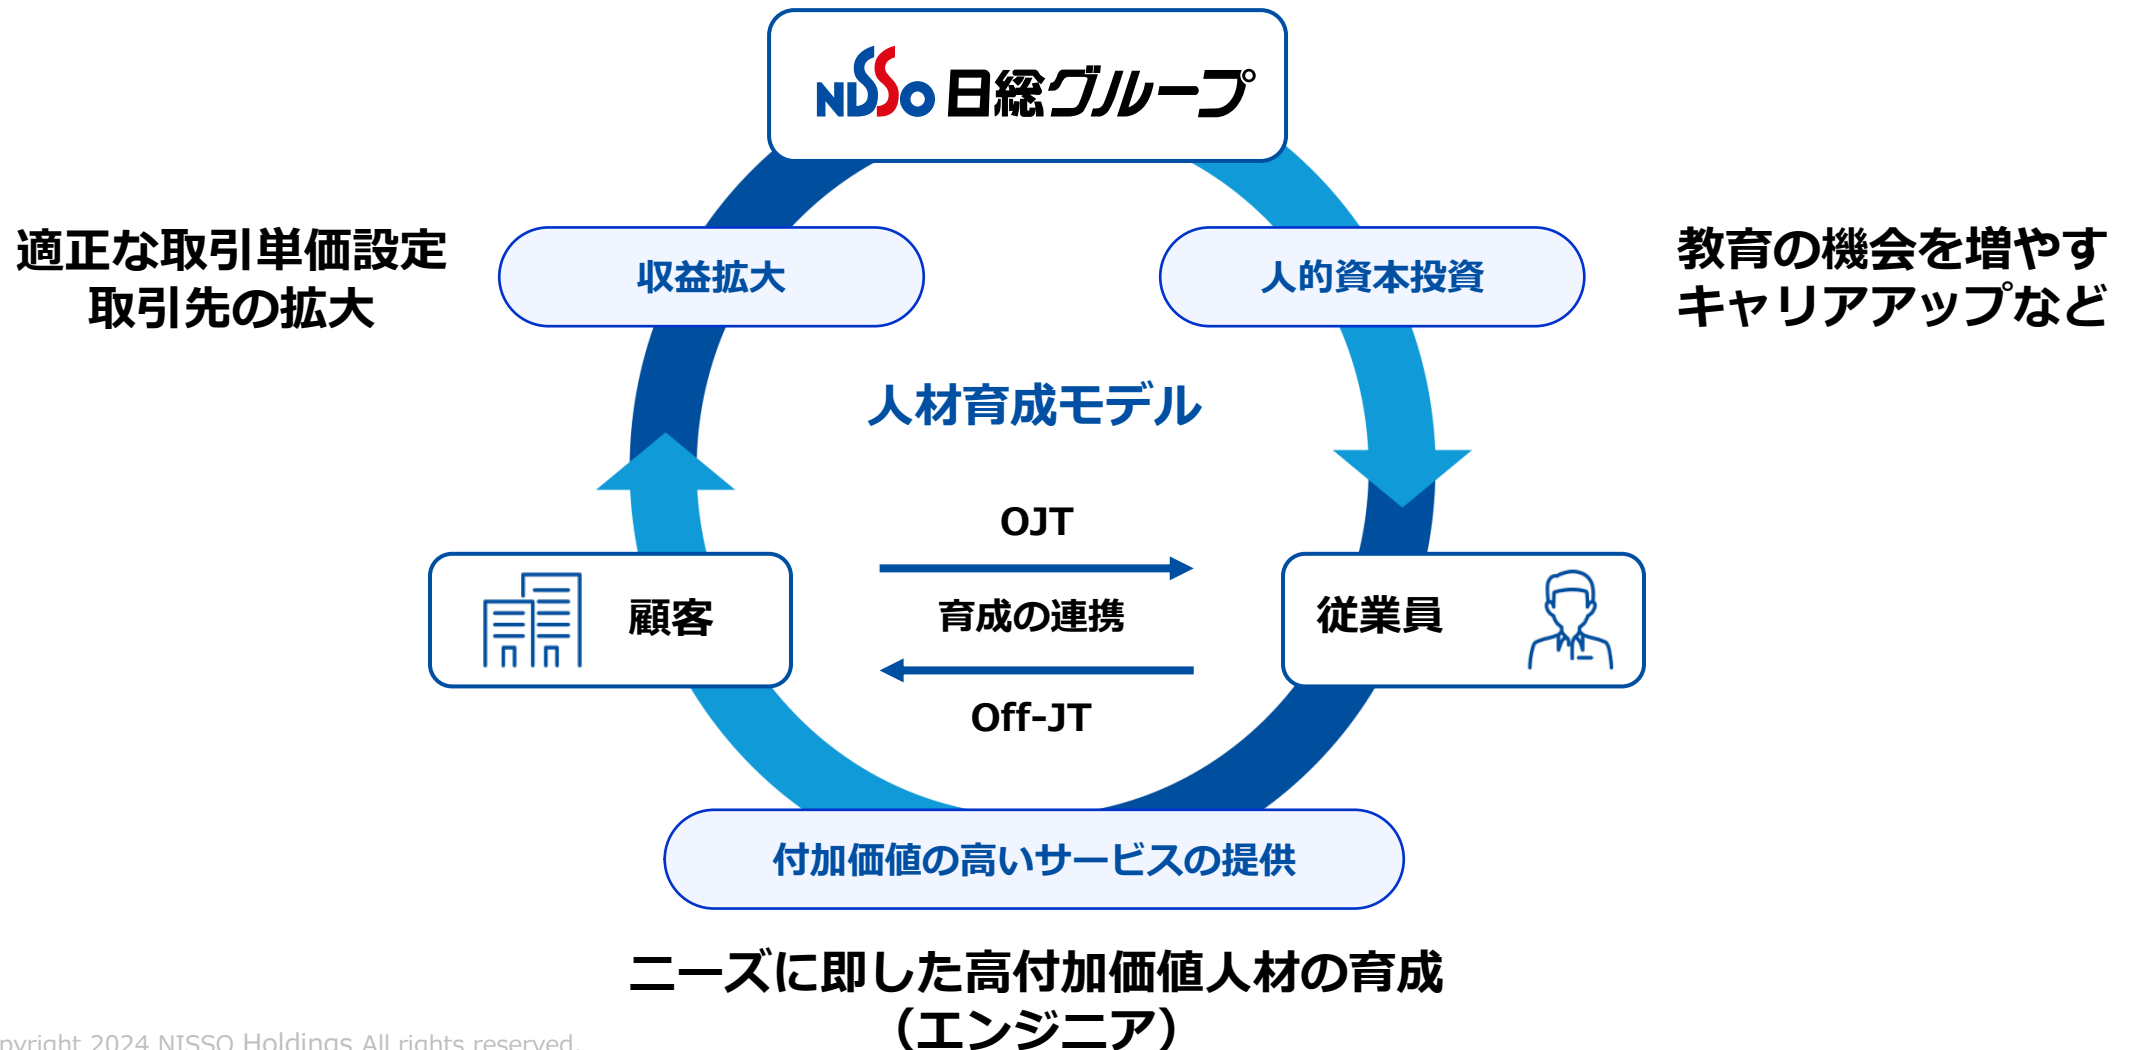 NISSO 日総グループ
適正な取引単価設定
取引先の拡大
収益拡大
人的資本投資
教育の機会を増やす
キャリアアップなど
人材育成モデル
OJT
顧客
育成の連携
従業員
Off-JT
付加価値の高いサービスの提供
ニーズに即した高付加価値人材の育成
（エンジニア）
pyright 2024 NISSO Holdings All rights reserved.